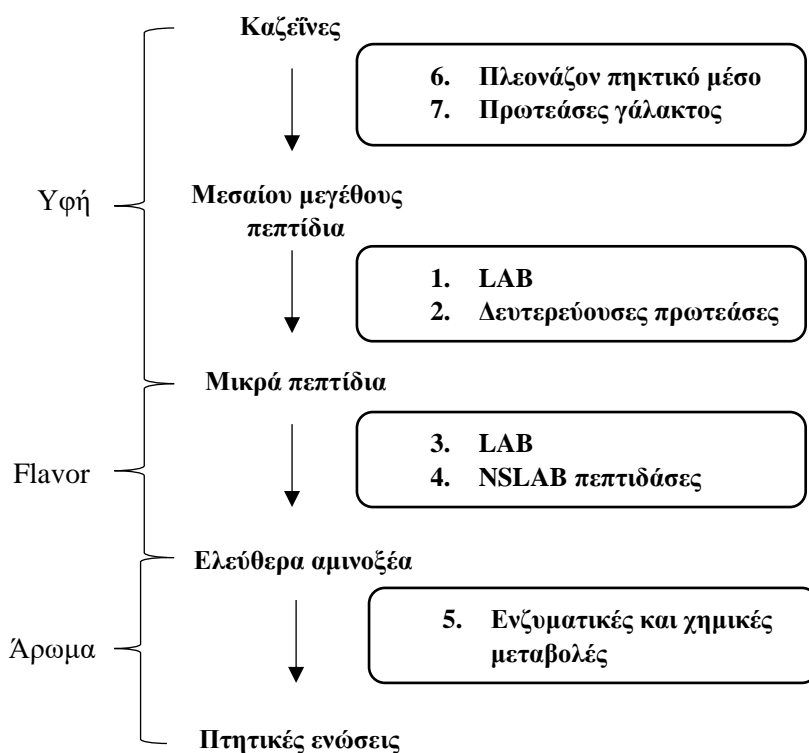 Καζεΐνες
6. Πλεονάζον πηκτικό μέσο
7. Πρωτεάσες γάλακτος
Υφή
Μεσαίου μεγέθους
πεπτίδια
1. LAB
2. Δευτερεύουσες πρωτεάσες
Μικρά πεπτίδια
3. LAB
4. NSLAB πεπτιδάσες
Flavor
Ελεύθερα αμινοξέα
5. Ενζυματικές και χημικές
μεταβολές
Άρωμα
Πτητικές ενώσεις